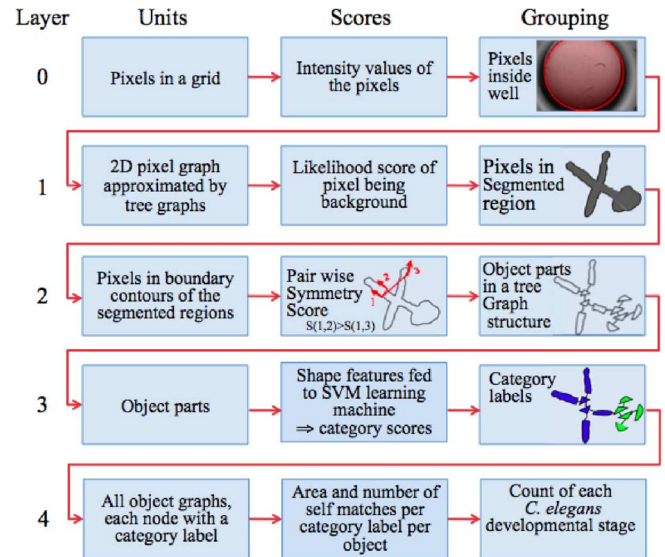 Layer Units Scores Grouping
0
Pixels in a grid
Intensity values of
the pixels
Pixels
inside
well
1
2D pixel graph
approximated by
tree graphs
Likelihood score of
pixel being
background
Pixels in
Segmented
region
2
Pixels in boundary
contours of the
segmented regions
Pair wise
Symmetry
Score
S(1,2)>S(1,3)
1
2
3
Object parts
in a tree
Graph
structure
3
Object parts
Shape features fed
to SVM learning
machine
⇒ category scores
Category
labels
4
All object graphs,
each node with a
category label
Area and number of
self matches per
category label per
object
Count of each
C. elegans
developmental stage